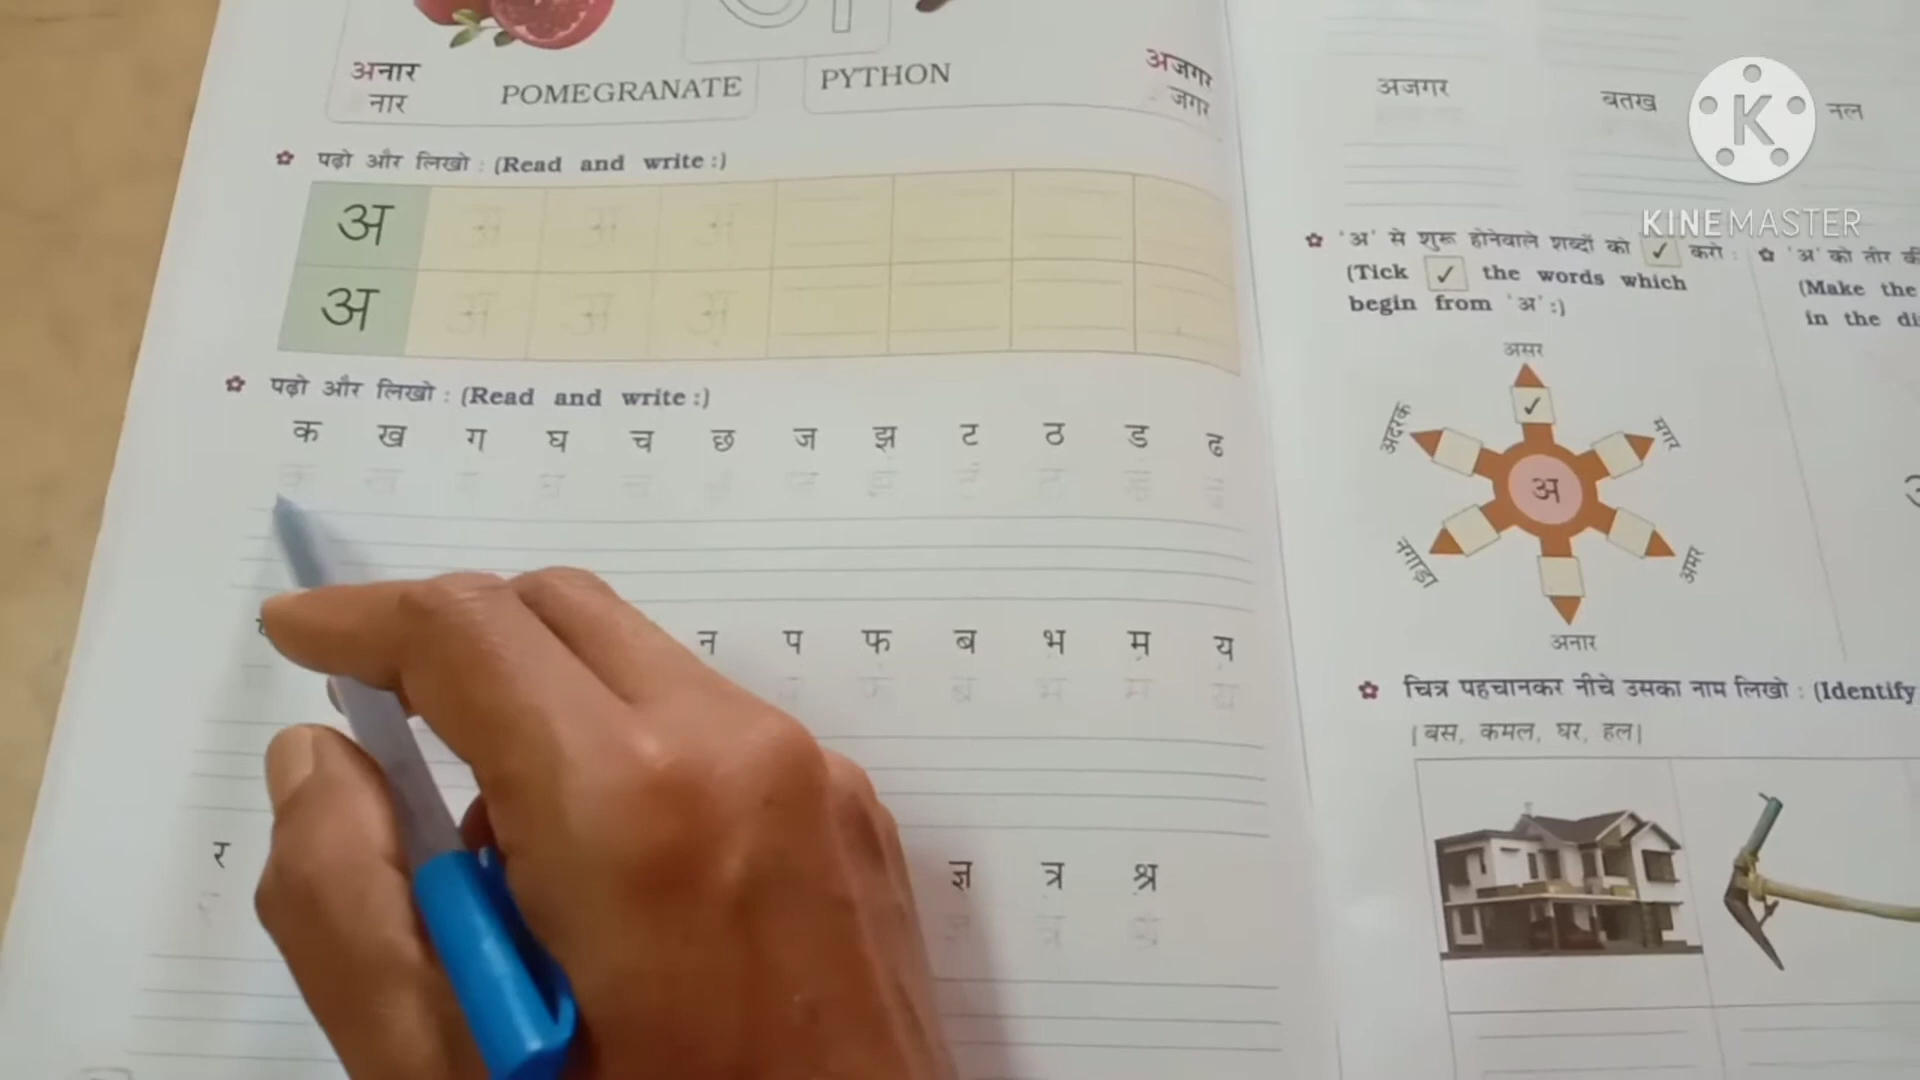 अनार
नार
POMEGRANATE
PYTHON
अजगर
जगर
पढ़ो और लिखो : (Read and write :)
अ अ अ अ
अ अ अ अ
पढ़ो और लिखो : (Read and write :)
क ख ग घ च छ ज झ ट ठ ड ढ
न प फ ब भ म य
प फ ब भ म य
र
ज्ञ त्र श्र
अजगर
बतख
नल
K
KINEMASTER
'अ' से शुरू होनेवाले शब्दों को ✓ करो :
(Tick ✓ the words which
begin from 'अ' :)
असर
अदरक
मगर
अ
नगाड़ा
अमर
अनार
'अ' को तीर
(Make the
in the
चित्र पहचानकर नीचे उसका नाम लिखो : (Identify
|बस, कमल, घर, हल|